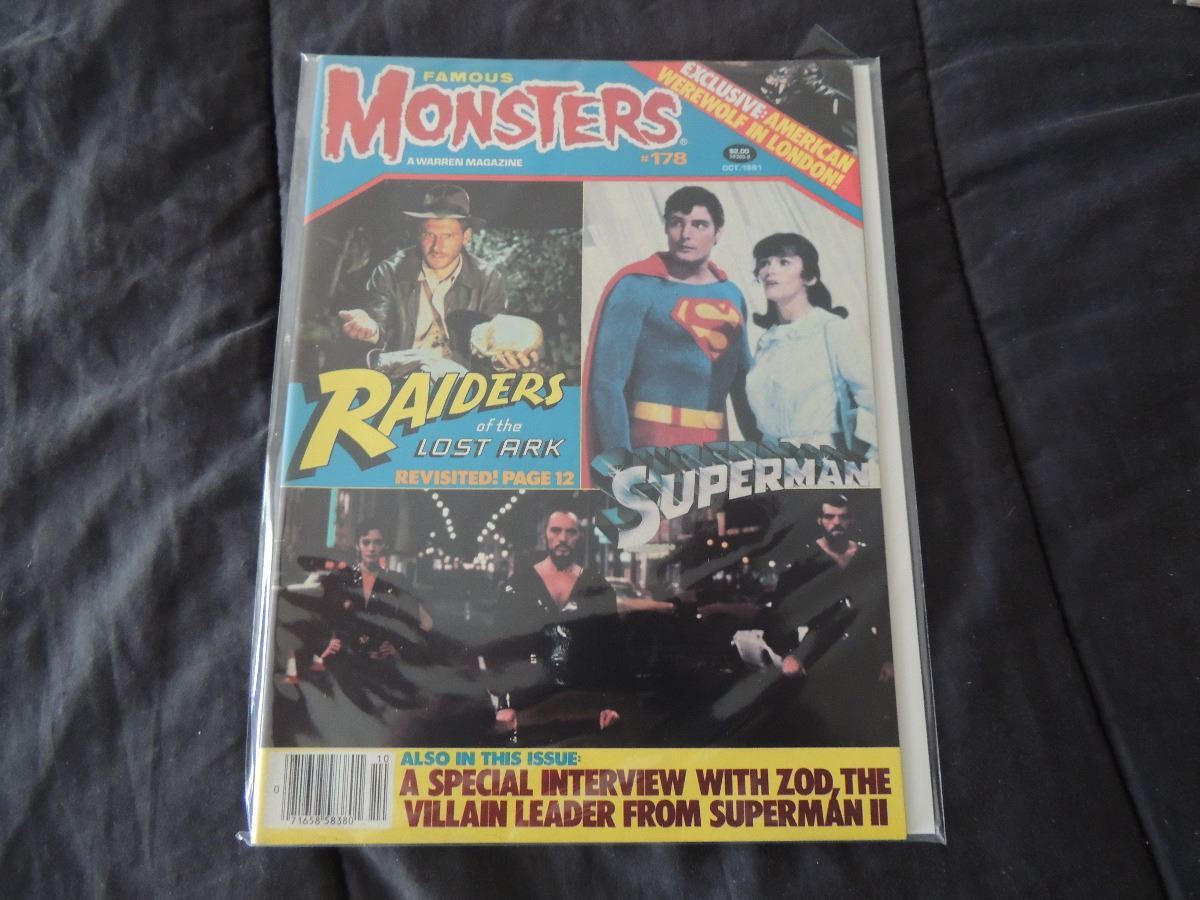 FAMOUS
MONSTERS®
A WARREN MAGAZINE
#178
$2.00
OCT/1981
EXCLUSIVE: AMERICAN
WEREWOLF IN LONDON!
RAIDERS
of the
LOST ARK
REVISITED! PAGE 12
S
SUPERMAN
ALSO IN THIS ISSUE:
A SPECIAL INTERVIEW WITH ZOD, THE
VILLAIN LEADER FROM SUPERMAN II
10
0
71658 58380